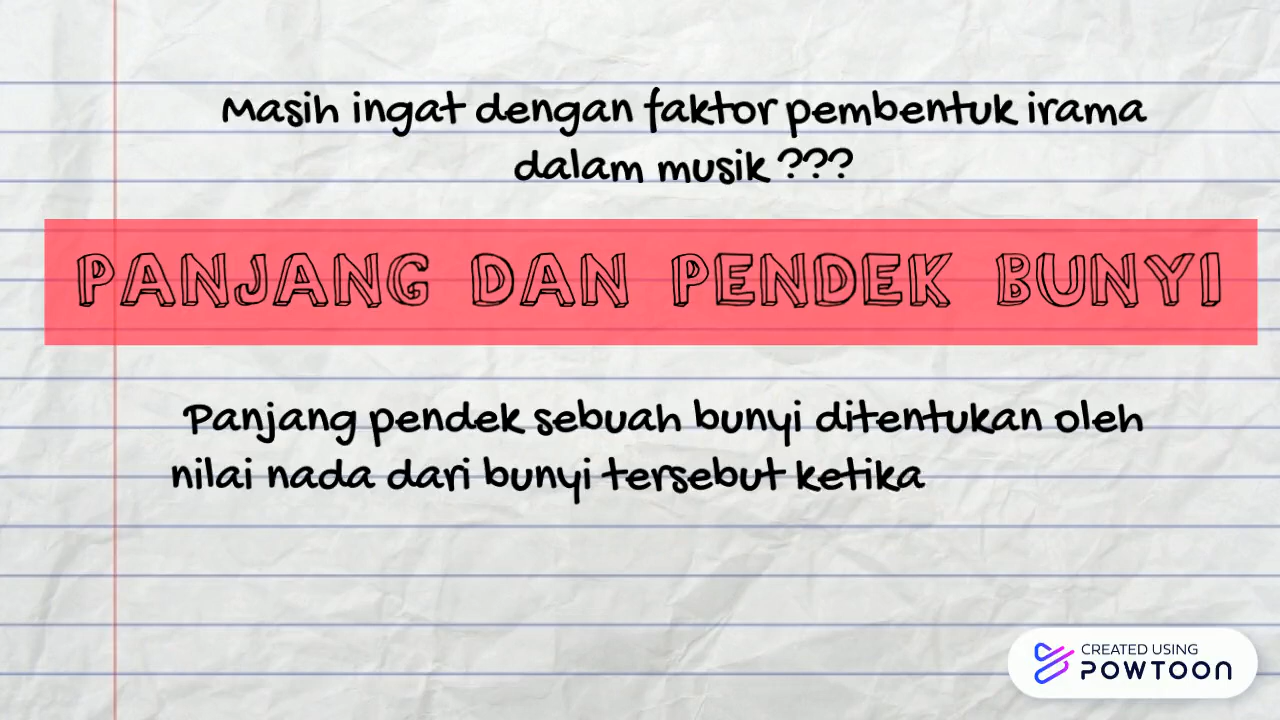 Masih ingat dengan faktor pembentuk irama
dalam musik ???
PANJANG DAN PENDEK BUNYI
Panjang pendek sebuah bunyi ditentukan oleh
nilai nada dari bunyi tersebut ketika
CREATED USING
POWTOON